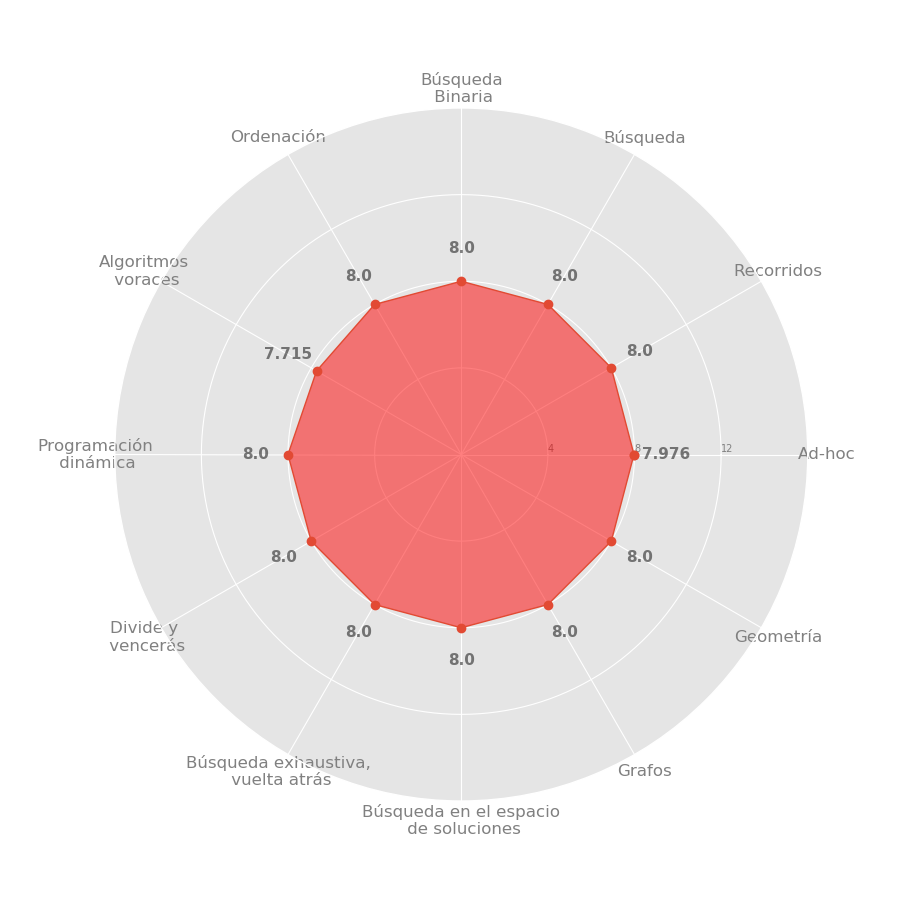 Búsqueda
Binaria
Ordenación
Búsqueda
8.0
Algoritmos
voraces
8.0
8.0
Recorridos
7.715
8.0
Programación
dinámica
8.0
4
8
7.976
12
Ad-hoc
8.0
8.0
Divide y
vencerás
8.0
8.0
Geometría
8.0
Búsqueda exhaustiva,
vuelta atrás
Grafos
Búsqueda en el espacio
de soluciones